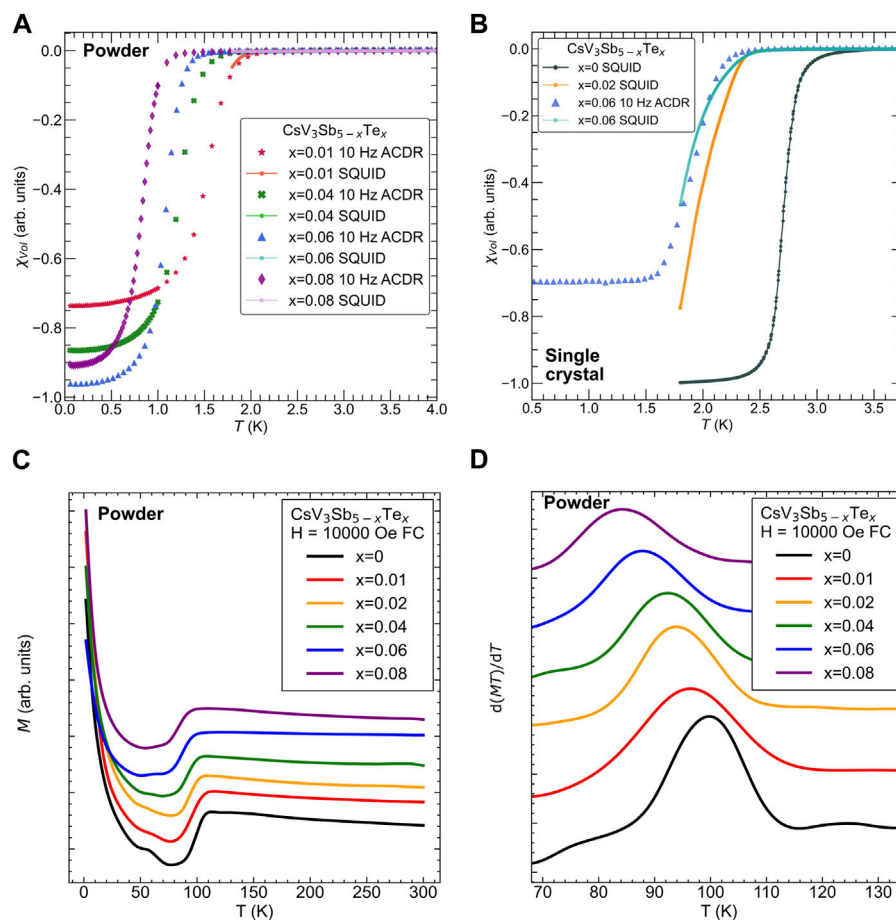 A
Powder
CsV3Sb5−xTex
x=0.01 10 Hz ACDR
x=0.01 SQUID
x=0.04 10 Hz ACDR
x=0.04 SQUID
x=0.06 10 Hz ACDR
x=0.06 SQUID
x=0.08 10 Hz ACDR
x=0.08 SQUID
0.0
−0.2
−0.4
−0.6
−0.8
−1.0
χVol (arb. units)
0.0 0.5 1.0 1.5 2.0 2.5 3.0 3.5 4.0
T (K)
B
CsV3Sb5−xTex
x=0 SQUID
x=0.02 SQUID
x=0.06 10 Hz ACDR
x=0.06 SQUID
0.0
−0.2
−0.4
−0.6
−0.8
−1.0
χVol (arb. units)
Single
crystal
0.5 1.0 1.5 2.0 2.5 3.0 3.5
T (K)
C
Powder
CsV3Sb5−xTex
H = 10000 Oe FC
x=0
x=0.01
x=0.02
x=0.04
x=0.06
x=0.08
M (arb. units)
0 50 100 150 200 250 300
T (K)
D
Powder
CsV3Sb5−xTex
H = 10000 Oe FC
x=0
x=0.01
x=0.02
x=0.04
x=0.06
x=0.08
d(MT)/dT
70 80 90 100 110 120 130
T (K)